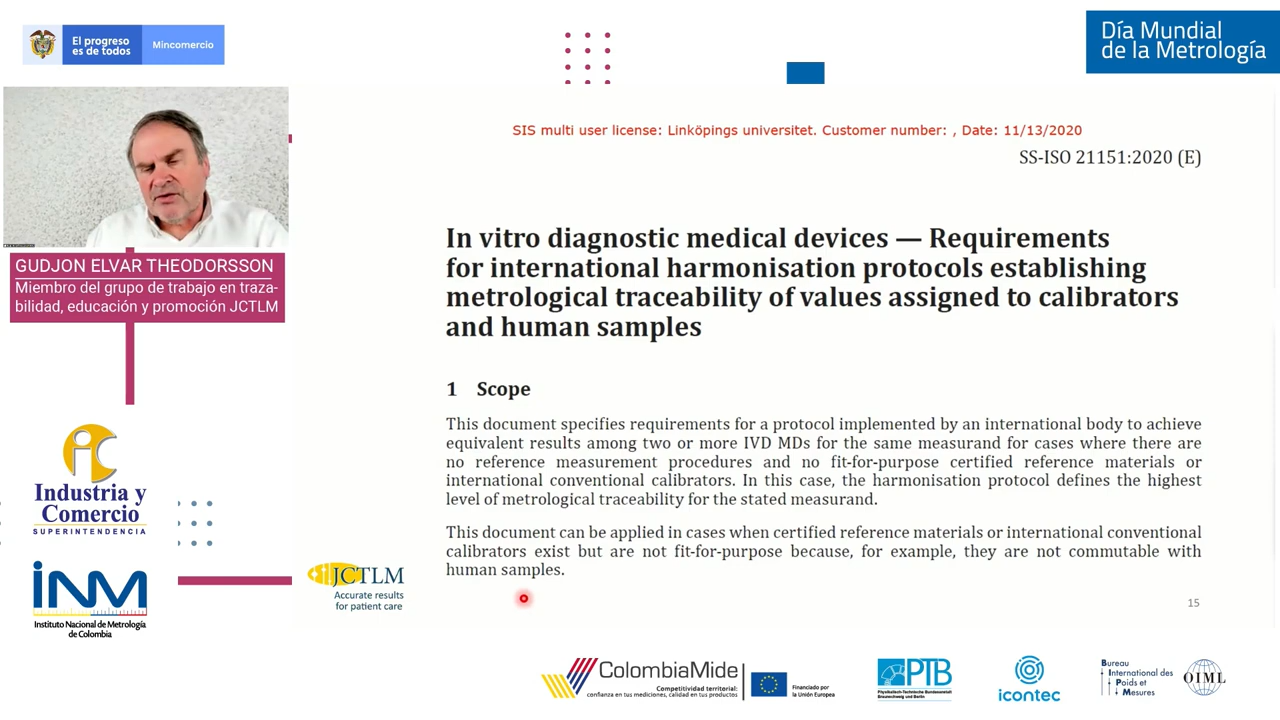 El progreso
es de todos
Mincomercio
Día Mundial
de la Metrología
SIS multi user license: Linköpings universitet. Customer number: , Date: 11/13/2020
SS-ISO 21151:2020 (E)
In vitro diagnostic medical devices — Requirements
for international harmonisation protocols establishing
metrological traceability of values assigned to calibrators
and human samples
GUDJON ELVAR THEODORSSON
Miembro del grupo de trabajo en traza-
bilidad, educación y promoción JCTLM
1 Scope
This document specifies requirements for a protocol implemented by an international body to achieve
equivalent results among two or more IVD MDs for the same measurand for cases where there are
no reference measurement procedures and no fit-for-purpose certified reference materials or
international conventional calibrators. In this case, the harmonisation protocol defines the highest
level of metrological traceability for the stated measurand.
This document can be applied in cases when certified reference materials or international conventional
calibrators exist but are not fit-for-purpose because, for example, they are not commutable with
human samples.
15
JCTLM
Accurate results
for patient care
Industria y
Comercio
SUPERINTENDENCIA
iNM
Instituto Nacional de Metrología
de Colombia
ColombiaMide
Competitividad territorial:
confianza en tus mediciones, calidad en tus productos
Financiado por
la Unión Europea
PTB
Physikalisch-Technische Bundesanstalt
Braunschweig und Berlin
icontec
Bureau
International des
Poids et
Mesures
OIML